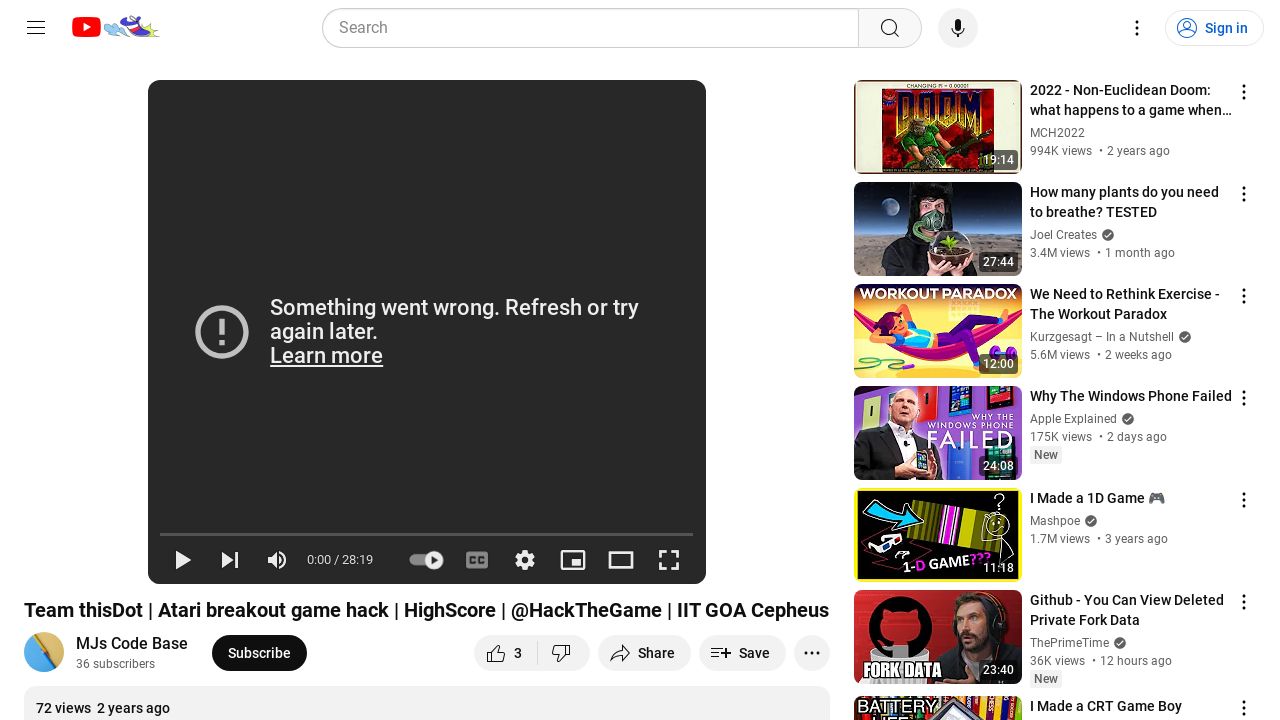 Search
Sign in
Something went wrong. Refresh or try
again later.
Learn more
0:00 / 28:19
CC
Team thisDot | Atari breakout game hack | HighScore | @HackTheGame | IIT GOA Cepheus
MJs Code Base
36 subscribers
Subscribe
3
Share
Save
72 views 2 years ago
CHANGING PI = 0.00001
DOOM
19:14
2022 - Non-Euclidean Doom:
what happens to a game when…
MCH2022
994K views • 2 years ago
27:44
How many plants do you need
to breathe? TESTED
Joel Creates
3.4M views • 1 month ago
WORKOUT PARADOX
12:00
We Need to Rethink Exercise -
The Workout Paradox
Kurzgesagt – In a Nutshell
5.6M views • 2 weeks ago
WHY THE
WINDOWS PHONE
FAILED
24:08
Why The Windows Phone Failed
Apple Explained
175K views • 2 days ago
New
?
1-D GAME???
11:18
I Made a 1D Game 🎮
Mashpoe
1.7M views • 3 years ago
FORK DATA
23:40
Github - You Can View Deleted
Private Fork Data
ThePrimeTime
36K views • 12 hours ago
New
BATTERY
LIFE
I Made a CRT Game Boy